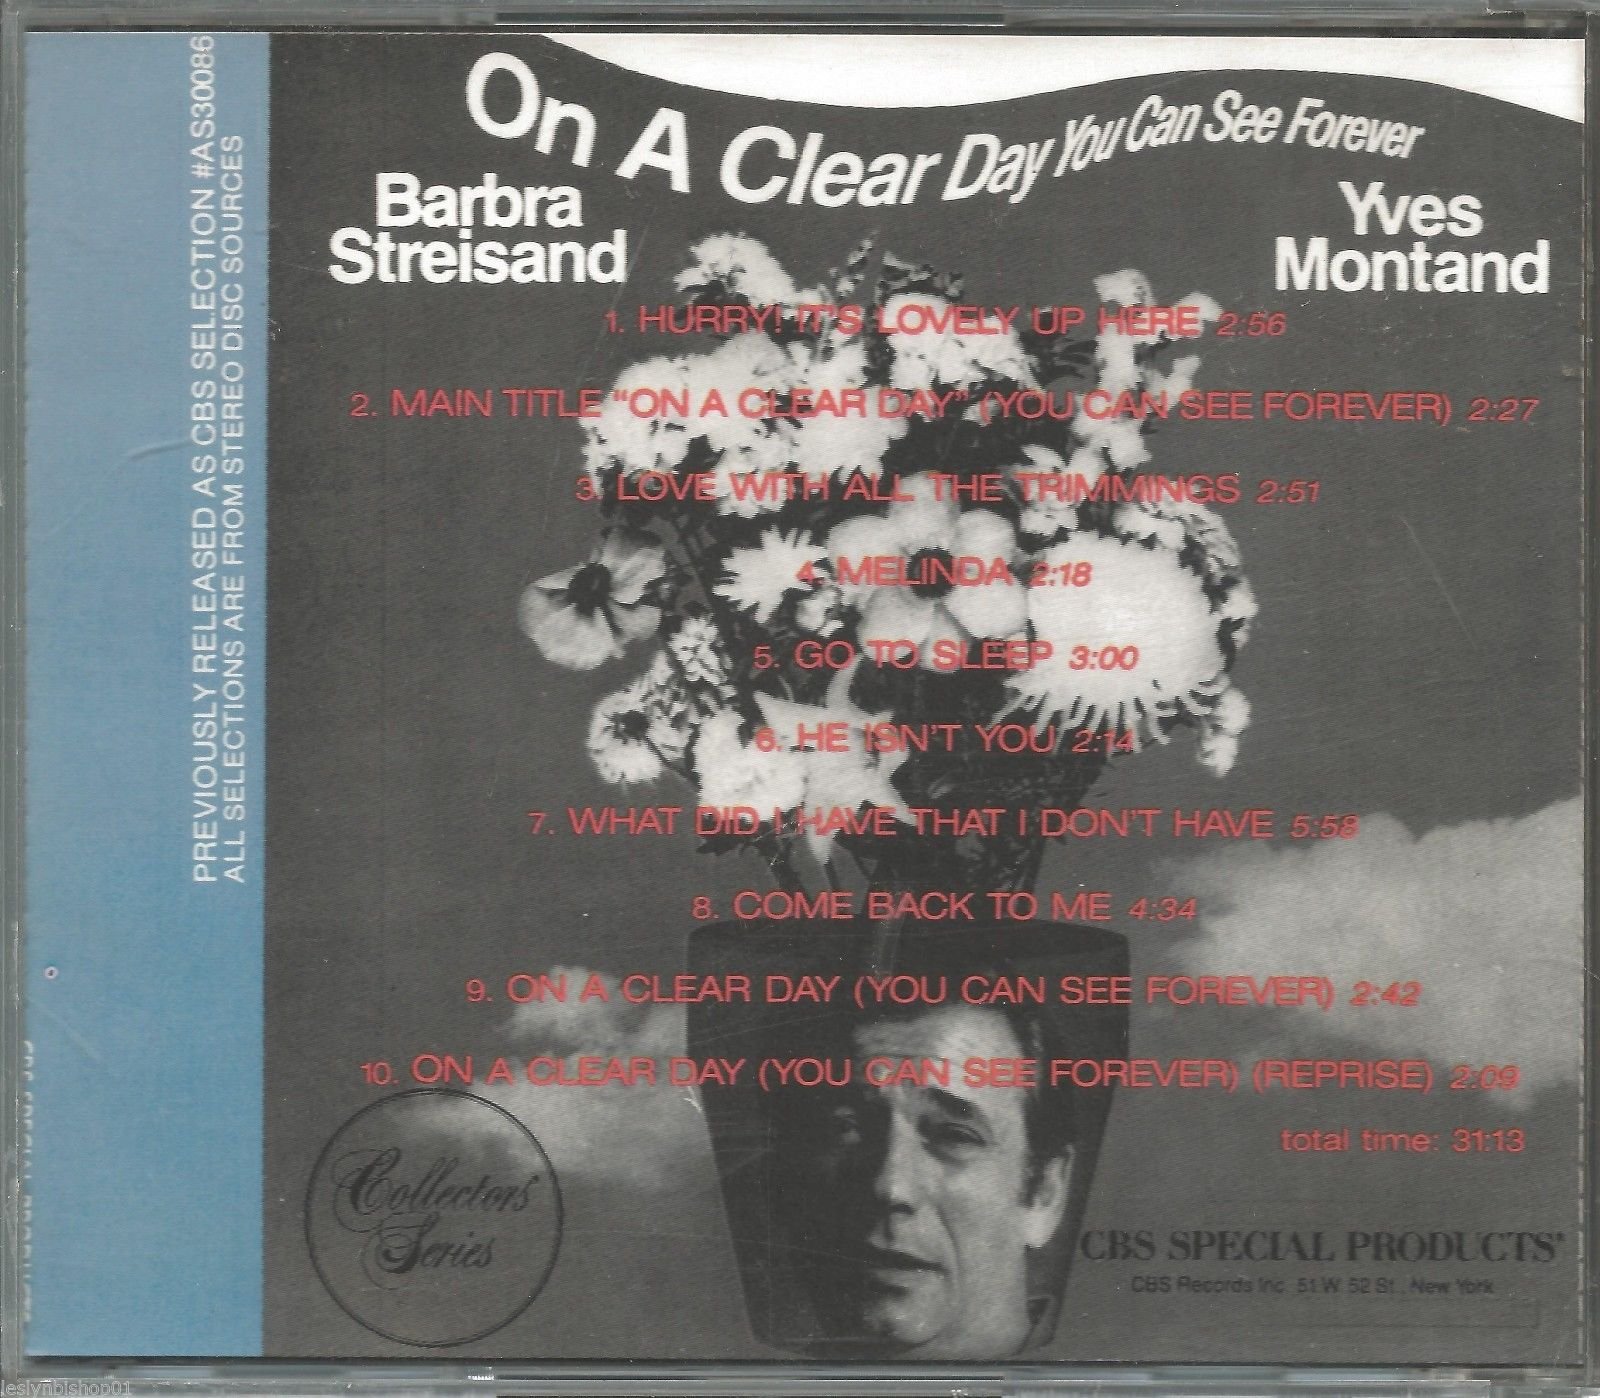 On A Clear Day You Can See Forever
Barbra
Streisand
Yves
Montand
1. HURRY! IT'S LOVELY UP HERE 2:56
2. MAIN TITLE "ON A CLEAR DAY" (YOU CAN SEE FOREVER) 2:27
3. LOVE WITH ALL THE TRIMMINGS 2:51
4. MELINDA 2:18
5. GO TO SLEEP 3:00
6. HE ISN'T YOU 2:14
7. WHAT DID I HAVE THAT I DON'T HAVE 5:58
8. COME BACK TO ME 4:34
9. ON A CLEAR DAY (YOU CAN SEE FOREVER) 2:42
10. ON A CLEAR DAY (YOU CAN SEE FOREVER) (REPRISE) 2:09
total time: 31:13
Collectors'
Series
CBS SPECIAL PRODUCTS
CBS Records Inc. 51 W. 52 St., New York
PREVIOUSLY RELEASED AS CBS SELECTION #AS30086
ALL SELECTIONS ARE FROM STEREO DISC SOURCES
leslynbishop01